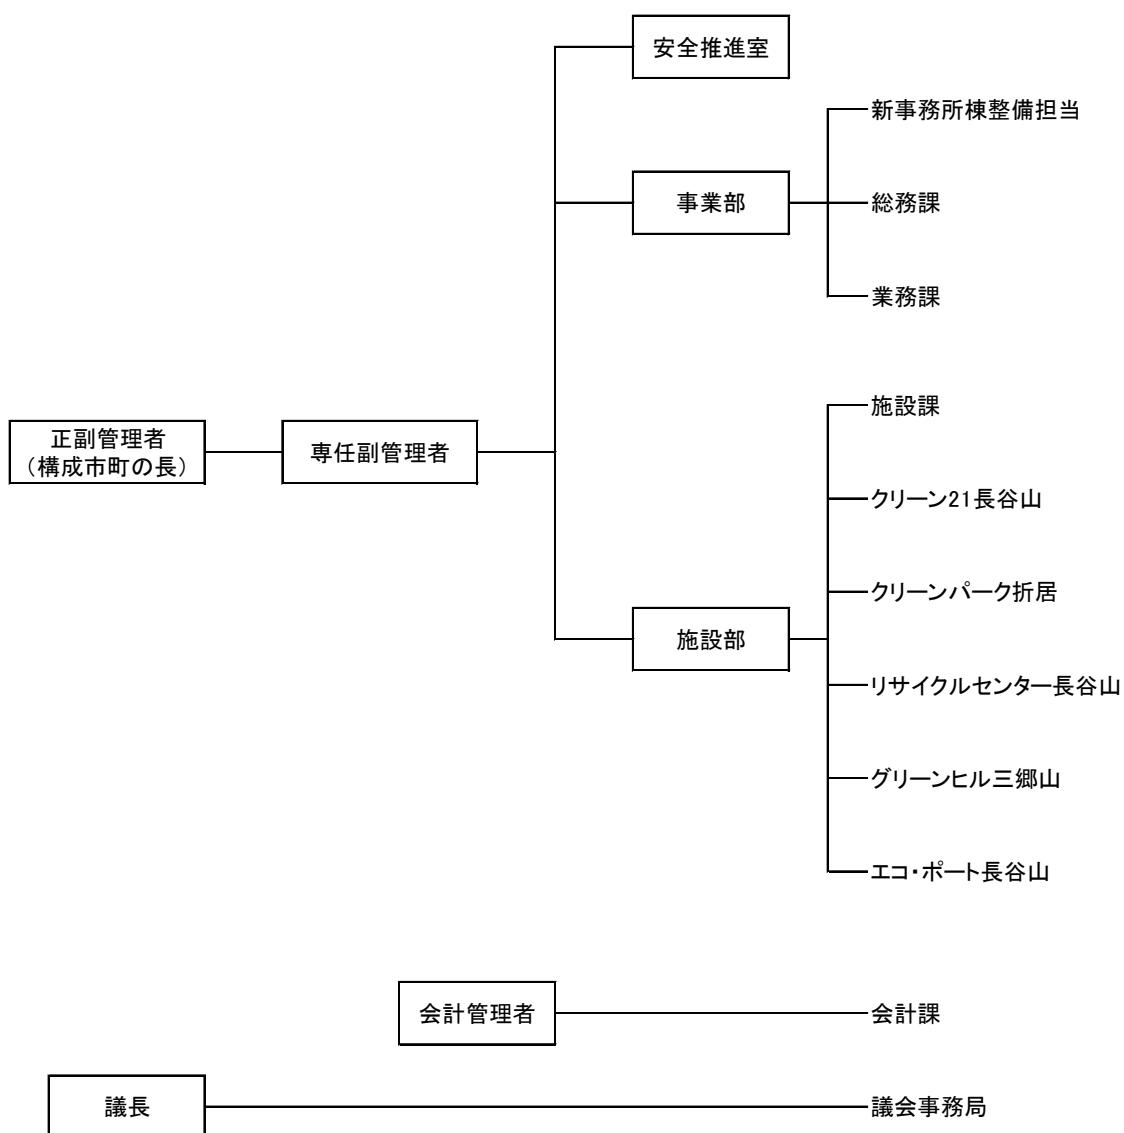 安全推進室
新事務所棟整備担当
事業部
総務課
業務課
施設課
正副管理者
（構成市町の長）
専任副管理者
クリーン21長谷山
クリーンパーク折居
施設部
リサイクルセンター長谷山
グリーンヒル三郷山
エコ・ポート長谷山
会計管理者
会計課
議長
議会事務局